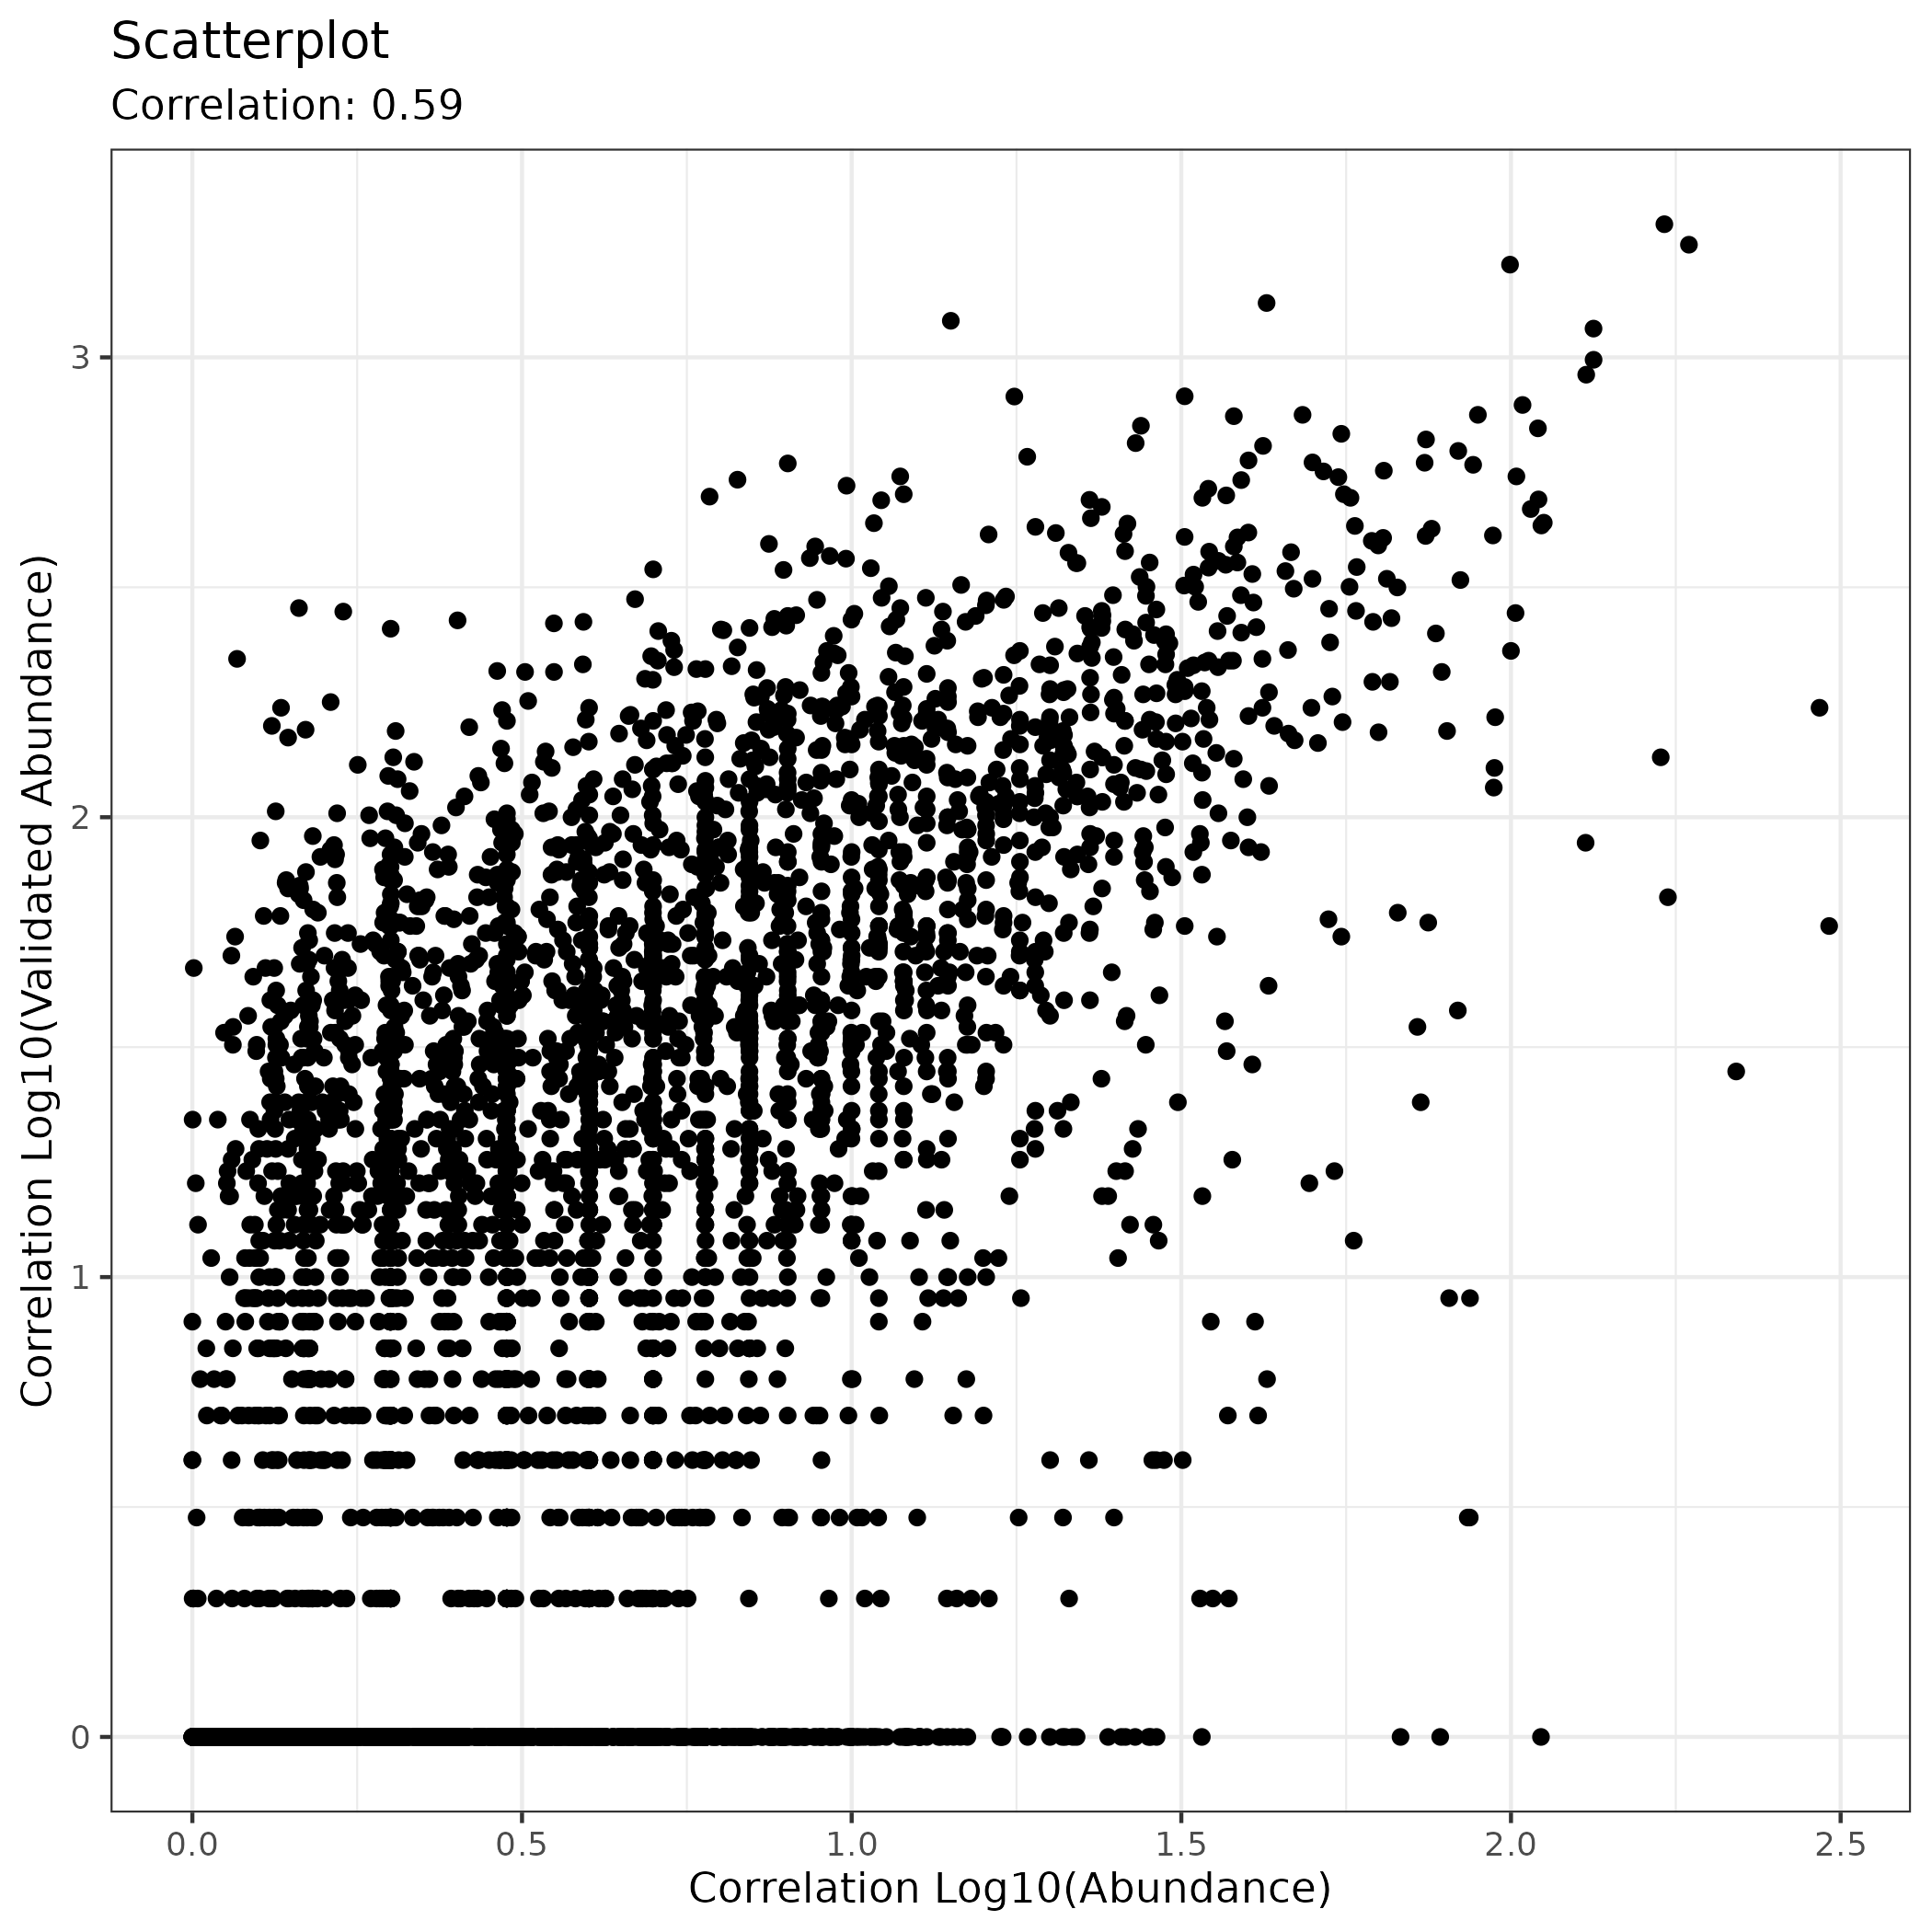 Scatterplot
Correlation: 0.59
Correlation Log10(Validated Abundance)
3
2
1
0
0.0 0.5 1.0 1.5 2.0 2.5
Correlation Log10(Abundance)